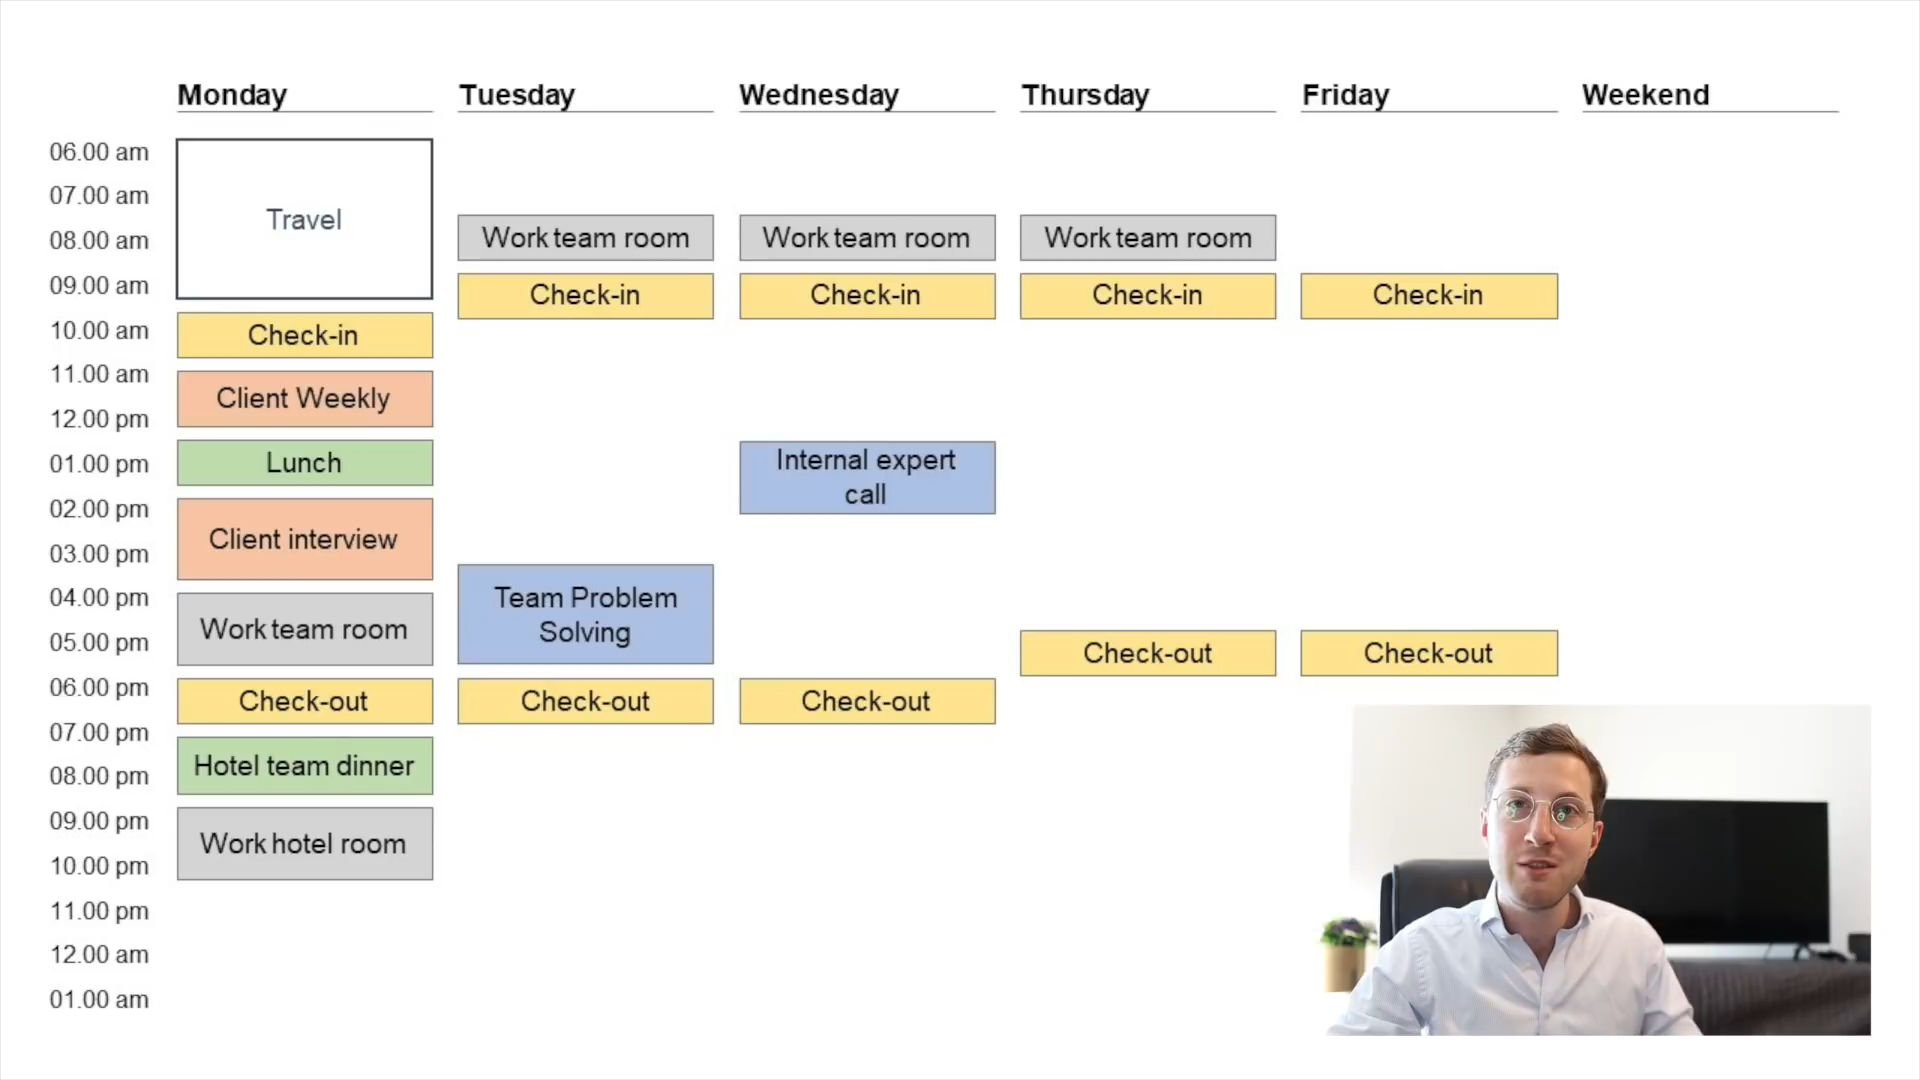 Monday Tuesday Wednesday Thursday Friday Weekend
06.00 am
07.00 am
08.00 am
09.00 am
10.00 am
11.00 am
12.00 pm
01.00 pm
02.00 pm
03.00 pm
04.00 pm
05.00 pm
06.00 pm
07.00 pm
08.00 pm
09.00 pm
10.00 pm
11.00 pm
12.00 am
01.00 am
Travel
Check-in
Client Weekly
Lunch
Client interview
Work team room
Check-out
Hotel team dinner
Work hotel room
Work team room
Check-in
Team Problem
Solving
Check-out
Work team room
Check-in
Internal expert
call
Check-out
Work team room
Check-in
Check-out
Check-in
Check-out